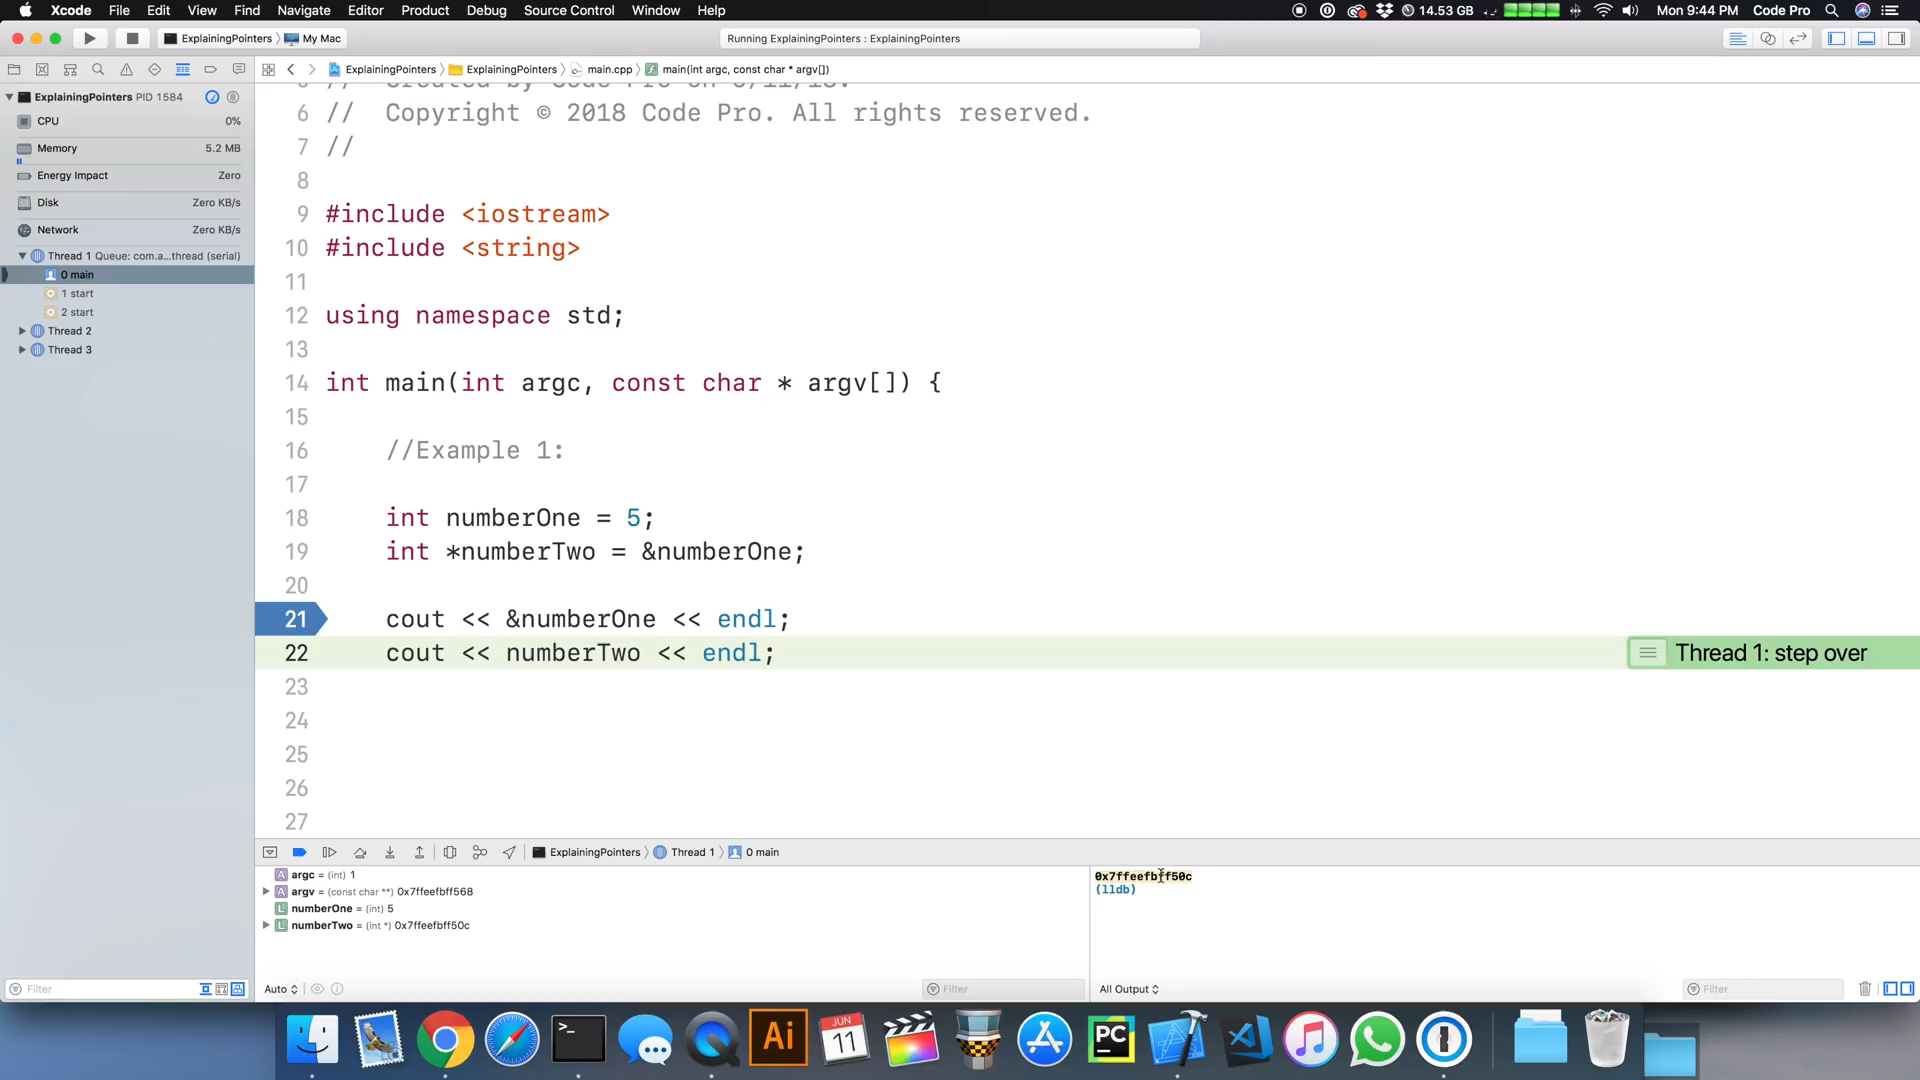 Xcode File Edit View Find Navigate Editor Product Debug Source Control Window Help 14.53 GB Mon 9:44 PM Code Pro
ExplainingPointers My Mac Running ExplainingPointers : ExplainingPointers
ExplainingPointers ExplainingPointers main.cpp main(int argc, const char * argv[])
ExplainingPointers PID 1584
CPU 0%
Memory 5.2 MB
Energy Impact Zero
Disk Zero KB/s
Network Zero KB/s
Thread 1 Queue: com.a...thread (serial)
0 main
1 start
2 start
Thread 2
Thread 3
6 // Copyright © 2018 Code Pro. All rights reserved.
7 //
8
9 #include <iostream>
10 #include <string>
11
12 using namespace std;
13
14 int main(int argc, const char * argv[]) {
15
16 //Example 1:
17
18 int numberOne = 5;
19 int *numberTwo = &numberOne;
20
21 cout << &numberOne << endl;
22 cout << numberTwo << endl; Thread 1: step over
23
24
25
26
27
ExplainingPointers Thread 1 0 main
argc = (int) 1
argv = (const char **) 0x7ffeefbff568
numberOne = (int) 5
numberTwo = (int *) 0x7ffeefbff50c
0x7ffeefbff50c
(lldb)
Filter Auto Filter All Output Filter
>_ Ai JUN 11 PC